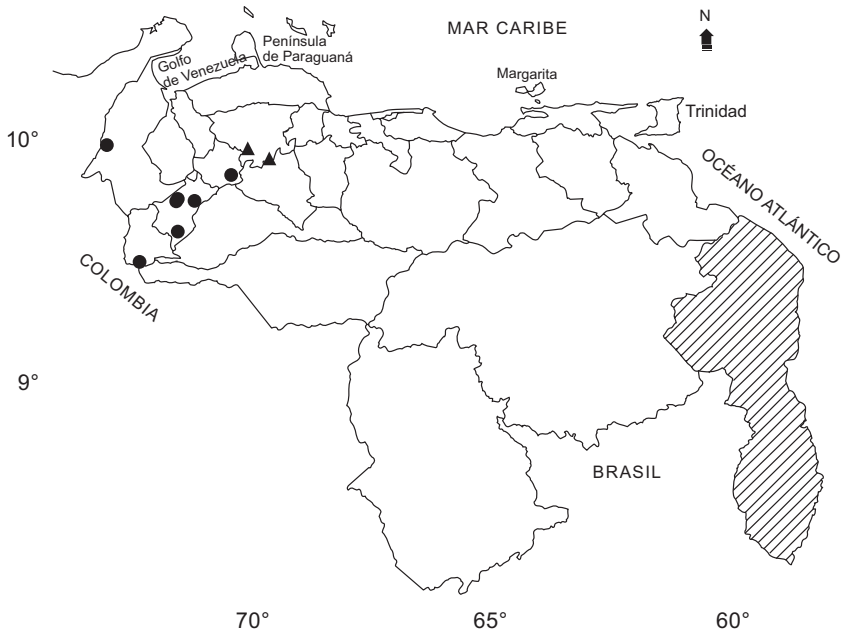 N
MAR CARIBE
Península
de Paraguaná
Golfo
de Venezuela
Margarita
Trinidad
10°
OCÉANO ATLÁNTICO
COLOMBIA
9°
BRASIL
70°
65°
60°